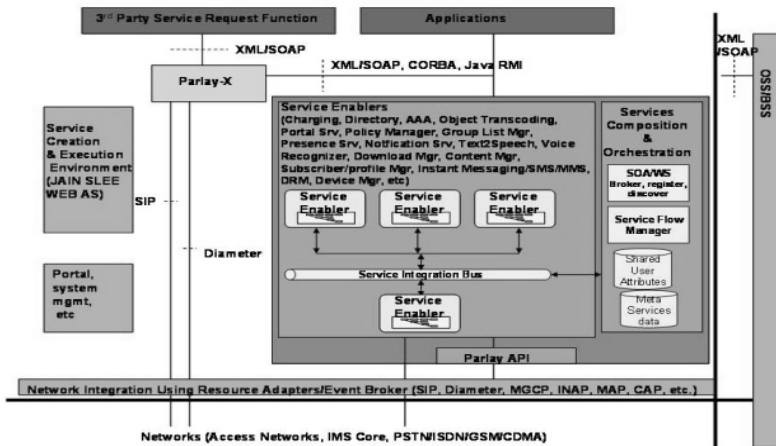 3rd Party Service Request Function
Applications
XML/SOAP
XML
/SOAP
OSS/BSS
Parlay-X
XML/SOAP, CORBA, Java RMI
Service
Creation
& Execution
Environment
(JAIN SLEE
WEB AS)
Service Enablers
(Charging, Directory, AAA, Object Transcoding,
Portal Srv, Policy Manager, Group List Mgr,
Presence Srv, Notfication Srv, Text2Speech, Voice
Recognizer, Download Mgr, Content Mgr,
Subscriber/profile Mgr, Instant Messaging/SMS/MMS,
DRM, Device Mgr, etc)
Services
Composition
&
Orchestration
SOA/WS
Broker, register,
discover
Service Flow
Manager
Shared
User
Attributes
Meta
Services
data
SIP
Service
Enabler
Service
Enabler
Service
Enabler
Diameter
Service Integration Bus
Service
Enabler
Portal,
system
mgmt,
etc
Parlay API
Network Integration Using Resource Adapters/Event Broker (SIP, Diameter, MGCP, INAP, MAP, CAP, etc.)
Networks (Access Networks, IMS Core, PSTN/ISDN/GSM/CDMA)